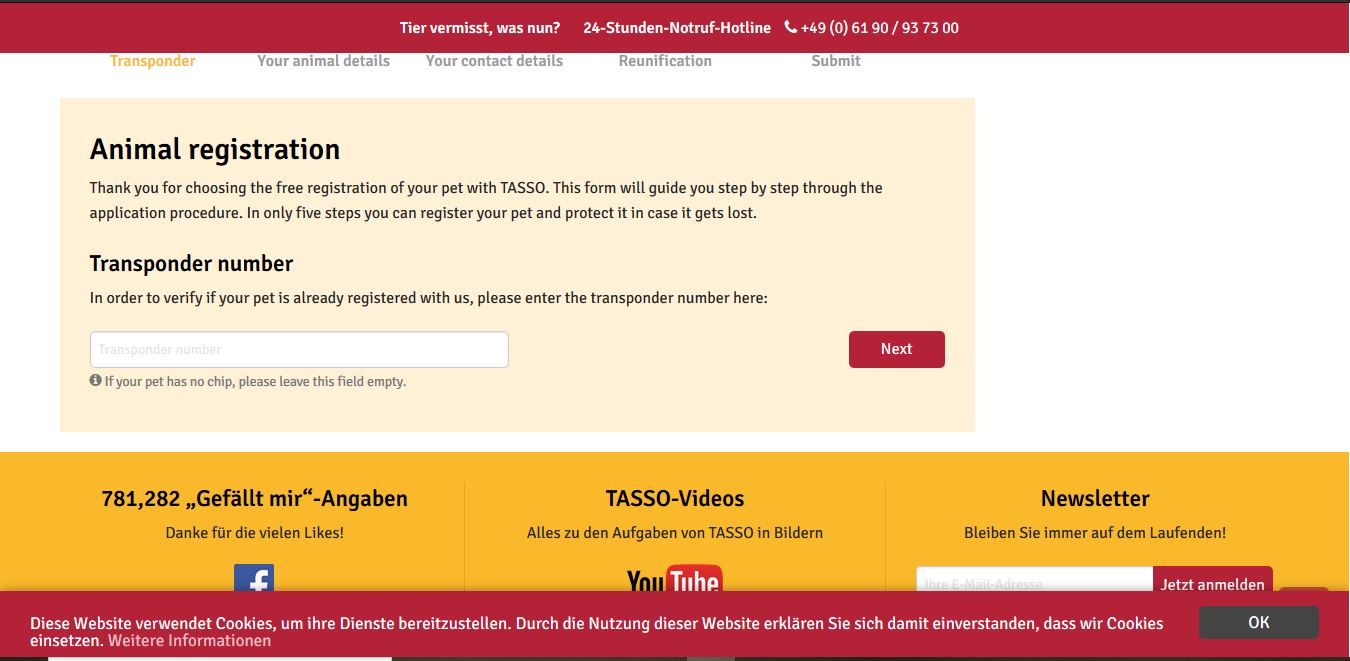 Tier vermisst, was nun? 24-Stunden-Notruf-Hotline +49 (0) 61 90 / 93 73 00
Transponder Your animal details Your contact details Reunification Submit
Animal registration
Thank you for choosing the free registration of your pet with TASSO. This form will guide you step by step through the
application procedure. In only five steps you can register your pet and protect it in case it gets lost.
Transponder number
In order to verify if your pet is already registered with us, please enter the transponder number here:
Transponder number
Next
If your pet has no chip, please leave this field empty.
781,282 „Gefällt mir“-Angaben
Danke für die vielen Likes!
TASSO-Videos
Alles zu den Aufgaben von TASSO in Bildern
YouTube
Newsletter
Bleiben Sie immer auf dem Laufenden!
Ihre E-Mail-Adresse
Jetzt anmelden
Diese Website verwendet Cookies, um ihre Dienste bereitzustellen. Durch die Nutzung dieser Website erklären Sie sich damit einverstanden, dass wir Cookies
einsetzen. Weitere Informationen
OK